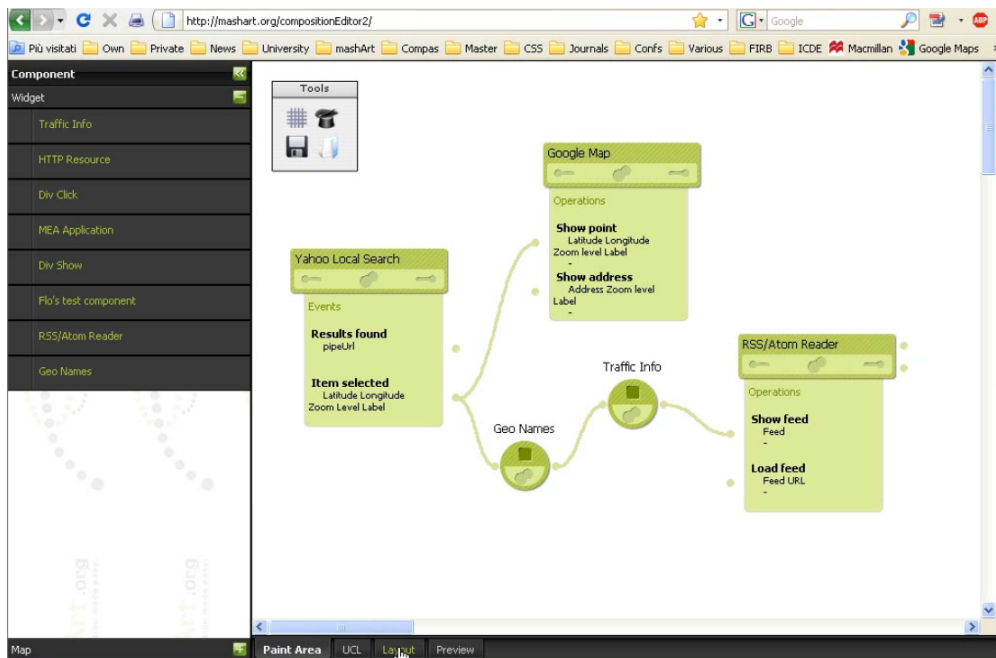 http://mashart.org/compositionEditor2/
Google
Più visitati Own Private News University mashArt Compas Master CSS Journals Confs Various FIRB ICDE Macmillan Google Maps
Component
Widget
Traffic Info
HTTP Resource
Div Click
MEA Application
Div Show
Flo's test component
RSS/Atom Reader
Geo Names
Map
Tools
Google Map
Operations
Show point
Latitude Longitude
Zoom level Label
-
Show address
Address Zoom level
Label
-
Yahoo Local Search
Events
Results found
pipeUrl
Item selected
Latitude Longitude
Zoom Level Label
Geo Names
Traffic Info
RSS/Atom Reader
Operations
Show feed
Feed
-
Load feed
Feed URL
-
Paint Area UCL Layout Preview
ABP